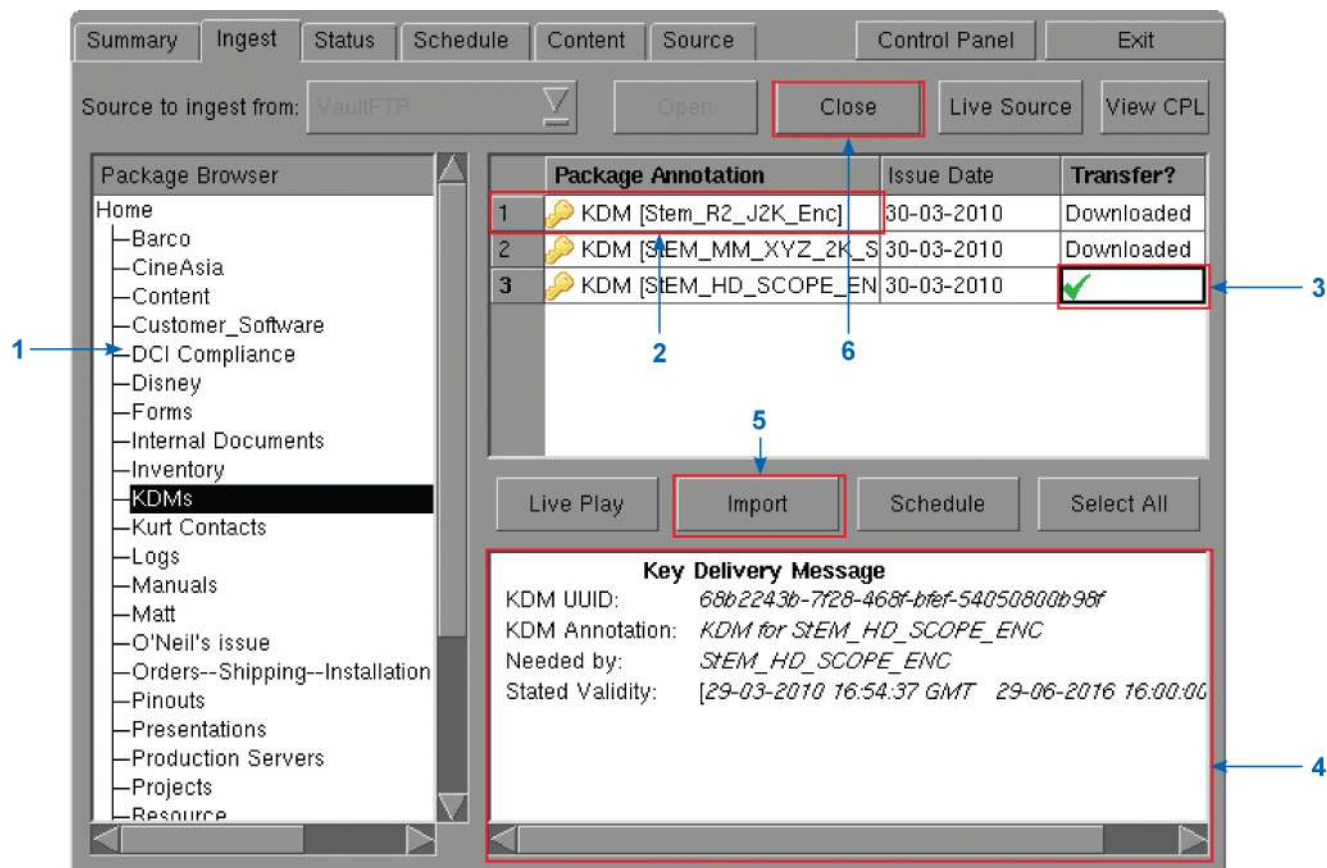 Summary Ingest Status Schedule Content Source Control Panel Exit
Source to ingest from: VaultFTP Open Close Live Source View CPL
Package Browser
Home
Barco
CineAsia
Content
Customer_Software
DCI Compliance
Disney
Forms
Internal Documents
Inventory
KDMs
Kurt Contacts
Logs
Manuals
Matt
O'Neil's issue
Orders--Shipping--Installation
Pinouts
Presentations
Production Servers
Projects
Resource
1
Package Annotation Issue Date Transfer?
1 KDM [Stem_R2_J2K_Enc] 30-03-2010 Downloaded
2 KDM [StEM_MM_XYZ_2K_S 30-03-2010 Downloaded
3 KDM [StEM_HD_SCOPE_EN 30-03-2010
3
2
6
5
Live Play Import Schedule Select All
Key Delivery Message
KDM UUID: 68b2243b-7f28-468f-bfef-54050800b98f
KDM Annotation: KDM for StEM_HD_SCOPE_ENC
Needed by: StEM_HD_SCOPE_ENC
Stated Validity: [29-03-2010 16:54:37 GMT 29-06-2016 16:00:00
4